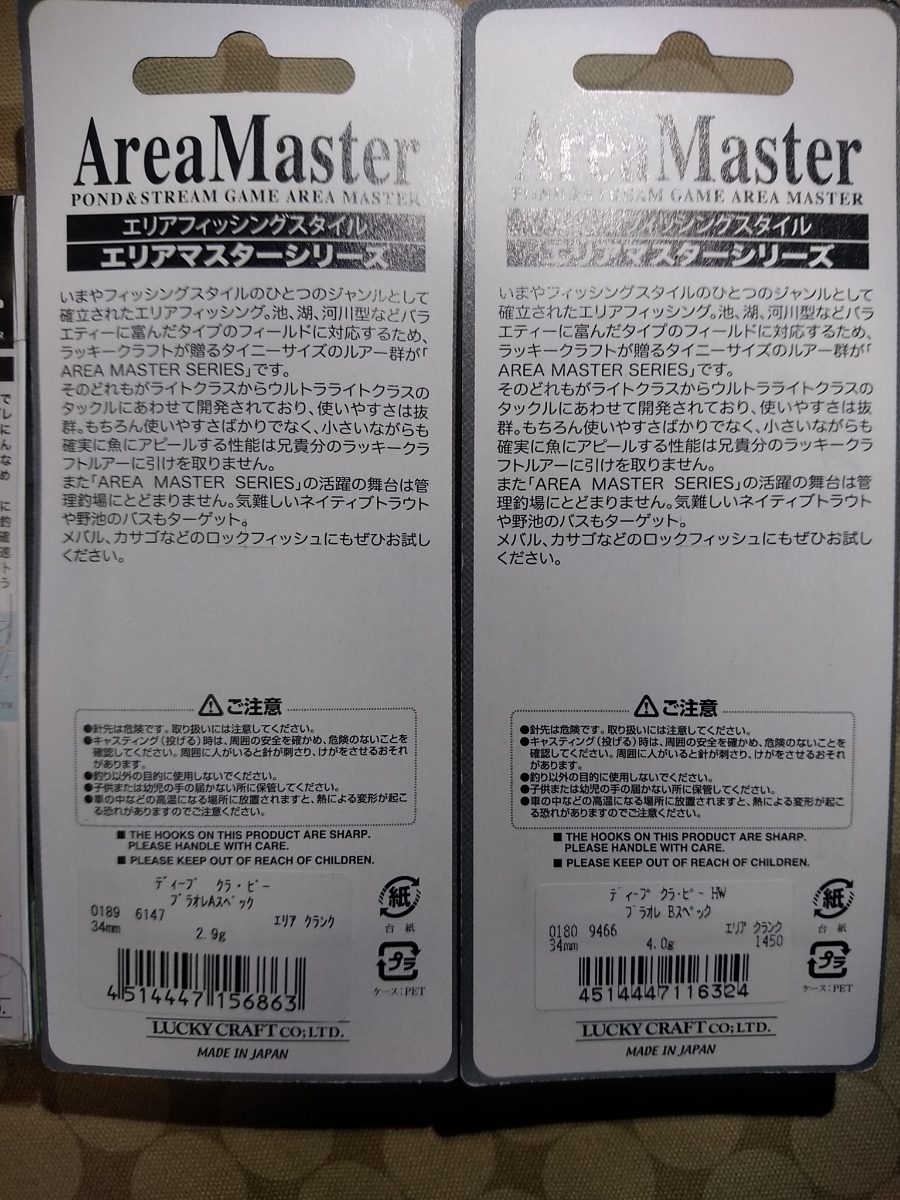 AreaMaster
POND&STREAM GAME AREA MASTER
エリアフィッシングスタイル
エリアマスターシリーズ
いまやフィッシングスタイルのひとつのジャンルとして
確立されたエリアフィッシング。池、湖、河川型などバラ
エティーに富んだタイプのフィールドに対応するため、
ラッキークラフトが贈るタイニーサイズのルアー群が「
AREA MASTER SERIES」です。
そのどれもがライトクラスからウルトラライトクラスの
タックルにあわせて開発されており、使いやすさは抜
群。もちろん使いやすさばかりでなく、小さいながらも
確実に魚にアピールする性能は兄貴分のラッキークラ
フトルアーに引けを取りません。
また「AREA MASTER SERIES」の活躍の舞台は管
理釣場にとどまりません。気難しいネイティブトラウト
や野池のバスもターゲット。
メバル、カサゴなどのロックフィッシュにもぜひお試し
ください。
ご注意
●針先は危険です。取り扱いには注意してください。
●キャスティング(投げる)時は、周囲の安全を確かめ、危険のないことを
確認してください。周囲に人がいると針が刺さり、けがをさせるおそれ
があります。
●釣り以外の目的に使用しないでください。
●子供または幼児の手の届かない所に保管してください。
●車の中などの高温になる場所に放置されますと、熱による変形が起こ
る恐れがありますのでご注意ください。
■ THE HOOKS ON THIS PRODUCT ARE SHARP.
PLEASE HANDLE WITH CARE.
■ PLEASE KEEP OUT OF REACH OF CHILDREN.
ディープ クラ・ピー
ブラオレAスペック
0189 6147 エリア クランク
34mm 2.9g
4514447156863
紙
台紙
プラ
ケース:PET
LUCKY CRAFT CO;LTD.
MADE IN JAPAN
AreaMaster
POND&STREAM GAME AREA MASTER
フィッシングスタイル
エリアマスターシリーズ
いまやフィッシングスタイルのひとつのジャンルとして
確立されたエリアフィッシング。池、湖、河川型などバラ
エティーに富んだタイプのフィールドに対応するため、
ラッキークラフトが贈るタイニーサイズのルアー群が「
AREA MASTER SERIES」です。
そのどれもがライトクラスからウルトラライトクラスの
タックルにあわせて開発されており、使いやすさは抜
群。もちろん使いやすさばかりでなく、小さいながらも
確実に魚にアピールする性能は兄貴分のラッキークラ
フトルアーに引けを取りません。
また「AREA MASTER SERIES」の活躍の舞台は管
理釣場にとどまりません。気難しいネイティブトラウト
や野池のバスもターゲット。
メバル、カサゴなどのロックフィッシュにもぜひお試し
ください。
ご注意
●針先は危険です。取り扱いには注意してください。
●キャスティング(投げる)時は、周囲の安全を確かめ、危険のないことを
確認してください。周囲に人がいると針が刺さり、けがをさせるおそれ
があります。
●釣り以外の目的に使用しないでください。
●子供または幼児の手の届かない所に保管してください。
●車の中などの高温になる場所に放置されますと、熱による変形が起こ
る恐れがありますのでご注意ください。
■ THE HOOKS ON THIS PRODUCT ARE SHARP.
PLEASE HANDLE WITH CARE.
■ PLEASE KEEP OUT OF REACH OF CHILDREN.
ディープ クラ・ピー HW
ブラオレ Bスペック
0180 9466 エリア クランク
34mm 4.0g 1450
4514447116324
紙
台紙
プラ
ケース:PET
LUCKY CRAFT CO;LTD.
MADE IN JAPAN